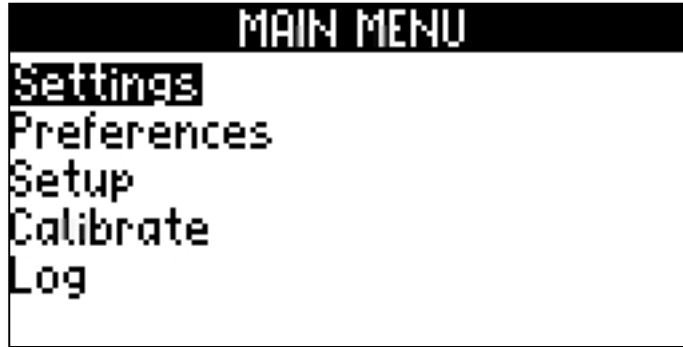 MAIN MENU
Settings
Preferences
Setup
Calibrate
Log